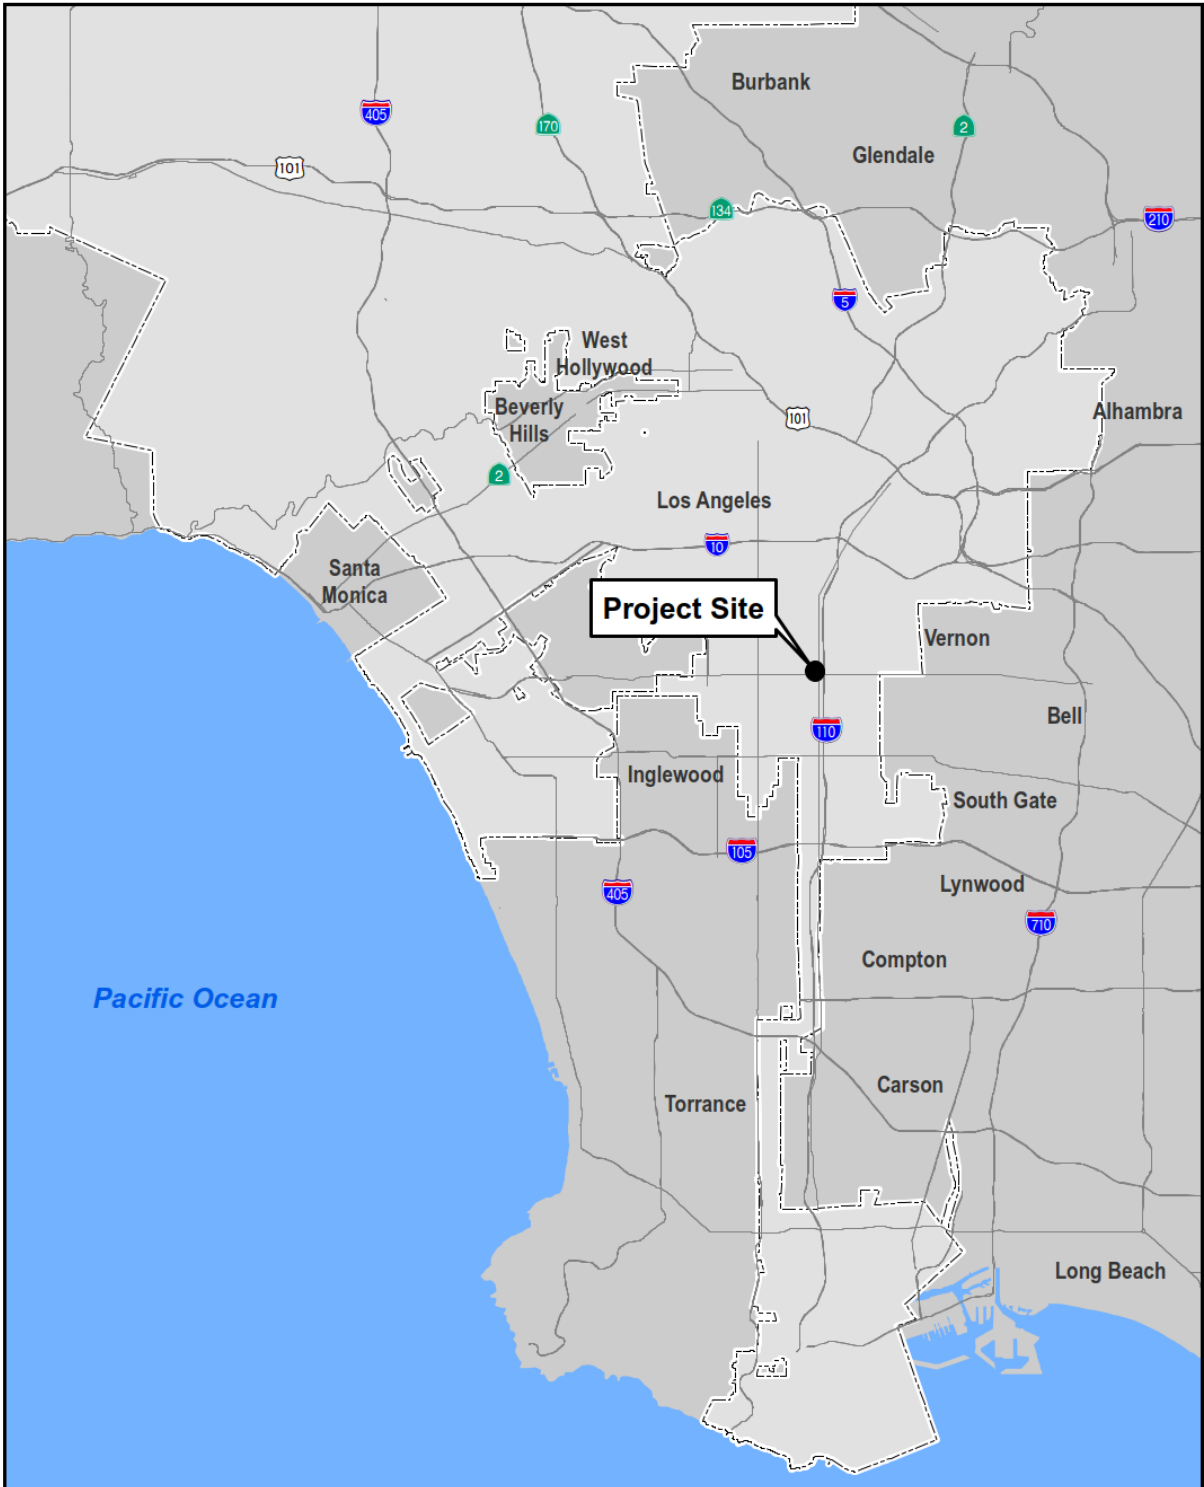 Burbank
405
170
2
Glendale
101
134
210
5
West
Hollywood
Beverly
Hills
101
Alhambra
2
Los Angeles
10
Santa
Monica
Project Site
Vernon
Bell
110
Inglewood
South Gate
105
Lynwood
405
710
Compton
Pacific Ocean
Carson
Torrance
Long Beach